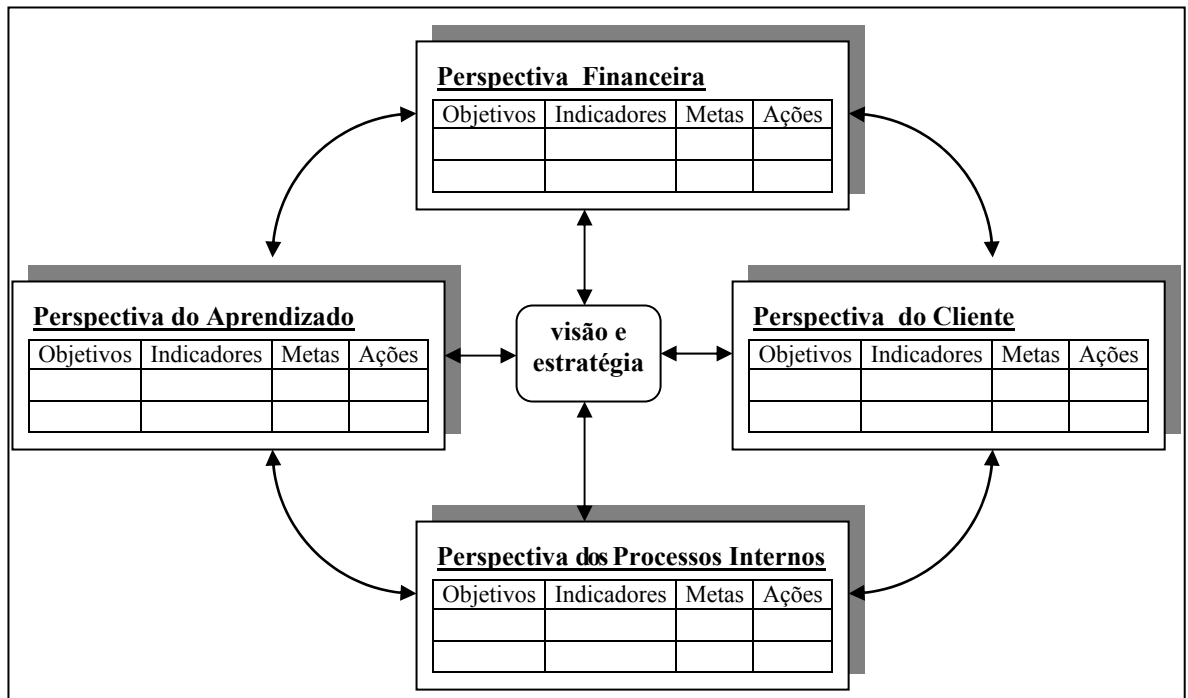 Perspectiva Financeira
Objetivos Indicadores Metas Ações
Perspectiva do Aprendizado
Objetivos Indicadores Metas Ações
visão e
estratégia
Perspectiva do Cliente
Objetivos Indicadores Metas Ações
Perspectiva dos Processos Internos
Objetivos Indicadores Metas Ações